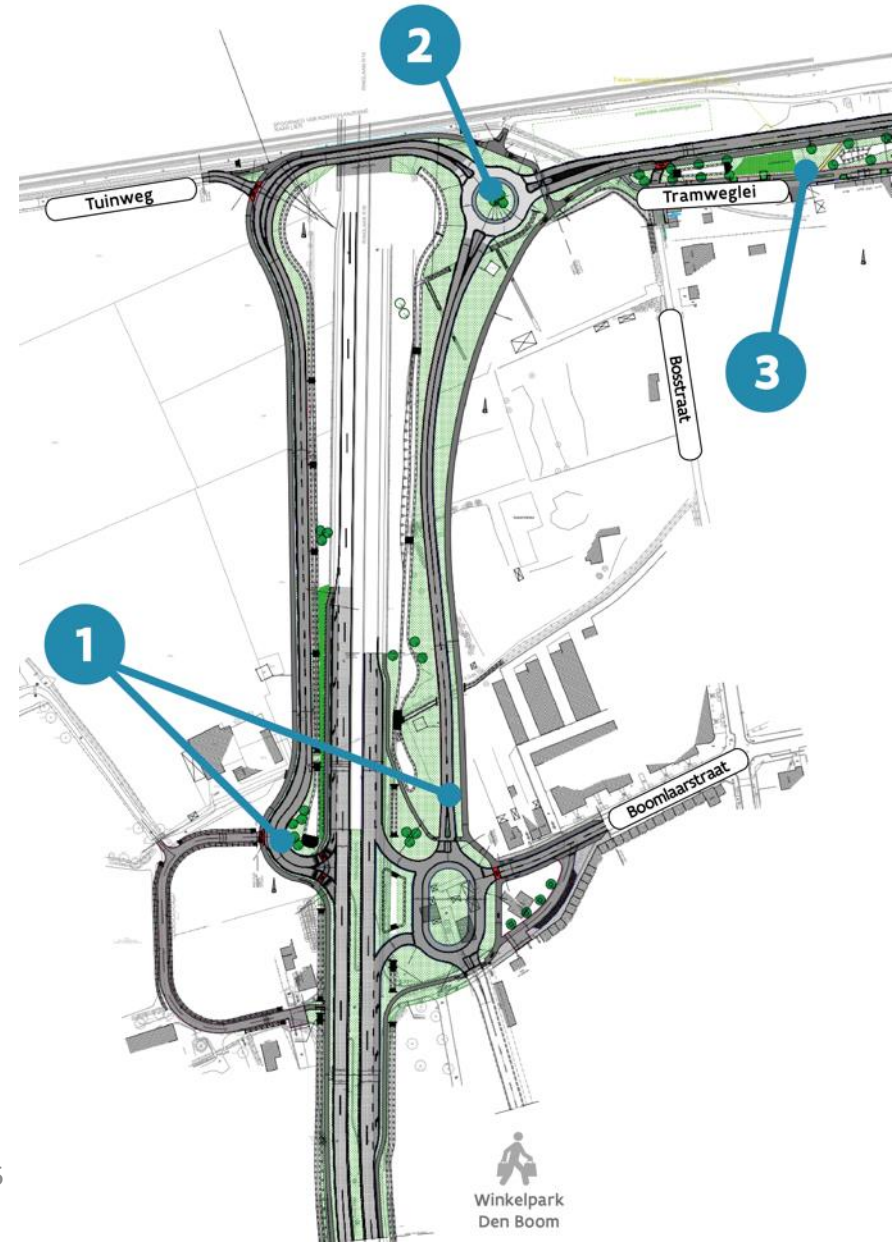 2
Tuinweg
Tramweglei
3
Bosstraat
1
Boomlaarstraat
Winkelpark
Den Boom